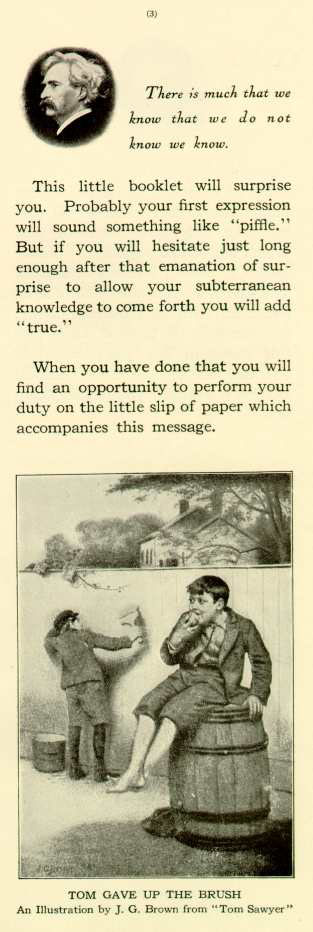 (3)
There is much that we
know that we do not
know we know.
This little booklet will surprise
you. Probably your first expression
will sound something like "piffle."
But if you will hesitate just long
enough after that emanation of sur-
prise to allow your subterranean
knowledge to come forth you will add
"true."
When you have done that you will
find an opportunity to perform your
duty on the little slip of paper which
accompanies this message.
TOM GAVE UP THE BRUSH
An Illustration by J. G. Brown from "Tom Sawyer"